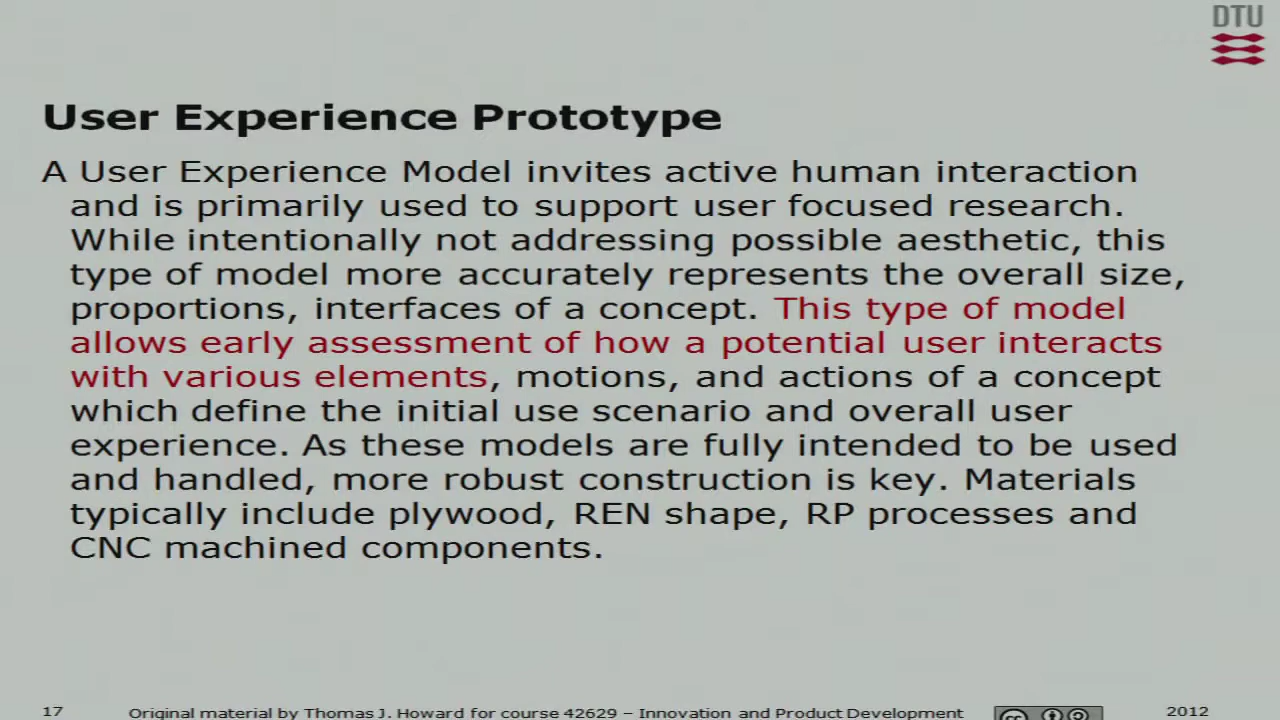 DTU
User Experience Prototype
A User Experience Model invites active human interaction
and is primarily used to support user focused research.
While intentionally not addressing possible aesthetic, this
type of model more accurately represents the overall size,
proportions, interfaces of a concept. This type of model
allows early assessment of how a potential user interacts
with various elements, motions, and actions of a concept
which define the initial use scenario and overall user
experience. As these models are fully intended to be used
and handled, more robust construction is key. Materials
typically include plywood, REN shape, RP processes and
CNC machined components.
17 Original material by Thomas J. Howard for course 42629 – Innovation and Product Development cc 2012